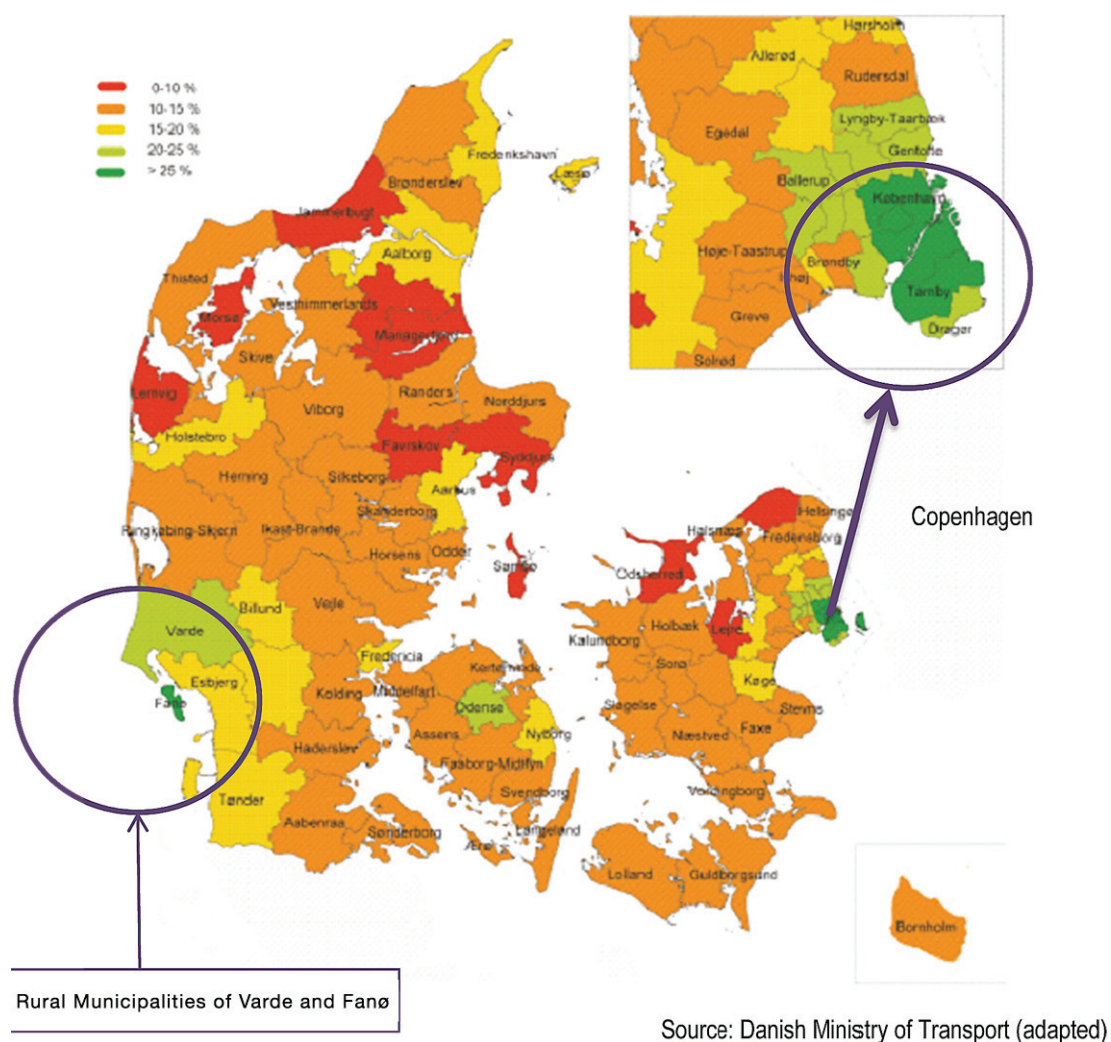 0-10 %
10-15 %
15-20 %
20-25 %
> 25 %
Frederikshavn
Læsø
Brønderslev
Jammerbugt
Aalborg
Thisted
Vesthimmerlands
Morsø
Mariagerfjord
Skive
Lemvig
Randers
Norddjurs
Viborg
Holstebro
Favrskov
Syddjurs
Herning
Silkeborg
Aarhus
Skanderborg
Ringkøbing-Skjern
Ikast-Brande
Horsens
Odder
Samsø
Varde
Billund
Vejle
Esbjerg
Fanø
Fredericia
Kolding
Middelfart
Kerteminde
Odense
Assens
Nyborg
Haderslev
Faaborg-Midtfyn
Svendborg
Tønder
Aabenraa
Sønderborg
Ærø
Langeland
Helsingø
Halsnæs
Fredensborg
Odsherred
Kalundborg
Holbæk
Lejre
Sorø
Køge
Slagelse
Stevns
Næstved
Faxe
Vordingborg
Lolland
Guldborgsund
Bornholm
Hørsholm
Allerød
Rudersdal
Egedal
Lyngby-Taarbæk
Gentofte
Ballerup
København
Høje-Taastrup
Brøndby
Ishøj
Tårnby
Greve
Dragør
Solrød
Copenhagen
Rural Municipalities of Varde and Fanø
Source: Danish Ministry of Transport (adapted)